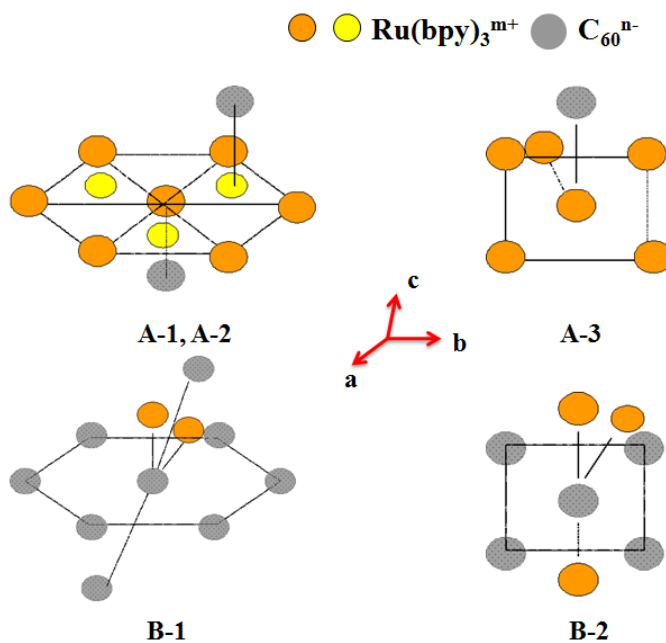 Ru(bpy)₃ᵐ⁺ C₆₀ⁿ⁻
A-1, A-2
A-3
c
b
a
B-1
B-2